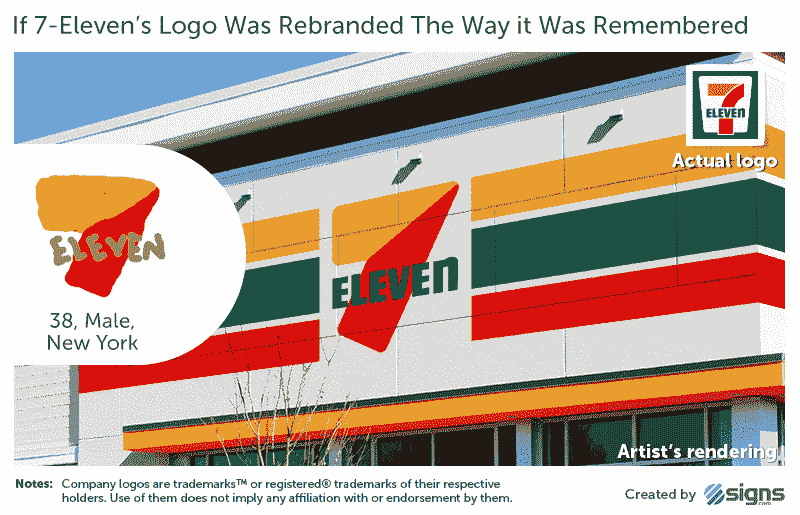 If 7-Eleven's Logo Was Rebranded The Way it Was Remembered
7
ELEVEN
Actual logo
ELEVEN
38, Male,
New York
7
ELEVEN
Artist's rendering
Notes: Company logos are trademarks™ or registered® trademarks of their respective
holders. Use of them does not imply any affiliation with or endorsement by them.
Created by signs
.com